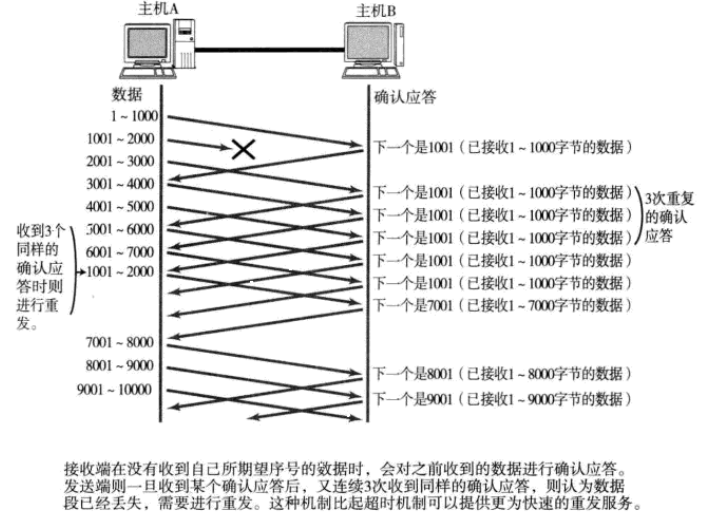 主机A
主机B
数据
确认应答
1～1000
1001～2000
2001～3000
3001～4000
4001～5000
5001～6000
6001～7000
1001～2000
7001～8000
8001～9000
9001～10000
收到3个
同样的
确认应
答时则
进行重
发。
下一个是1001（已接收1～1000字节的数据）
下一个是1001（已接收1～1000字节的数据）
下一个是1001（已接收1～1000字节的数据）
下一个是1001（已接收1～1000字节的数据）
下一个是1001（已接收1～1000字节的数据）
下一个是1001（已接收1～1000字节的数据）
下一个是7001（已接收1～7000字节的数据）
下一个是8001（已接收1～8000字节的数据）
下一个是9001（已接收1～9000字节的数据）
3次重复
的确认
应答
接收端在没有收到自己所期望序号的数据时，会对之前收到的数据进行确认应答。
发送端则一旦收到某个确认应答后，又连续3次收到同样的确认应答，则认为数据
段已经丢失，需要进行重发。这种机制比起超时机制可以提供更为快速的重发服务。